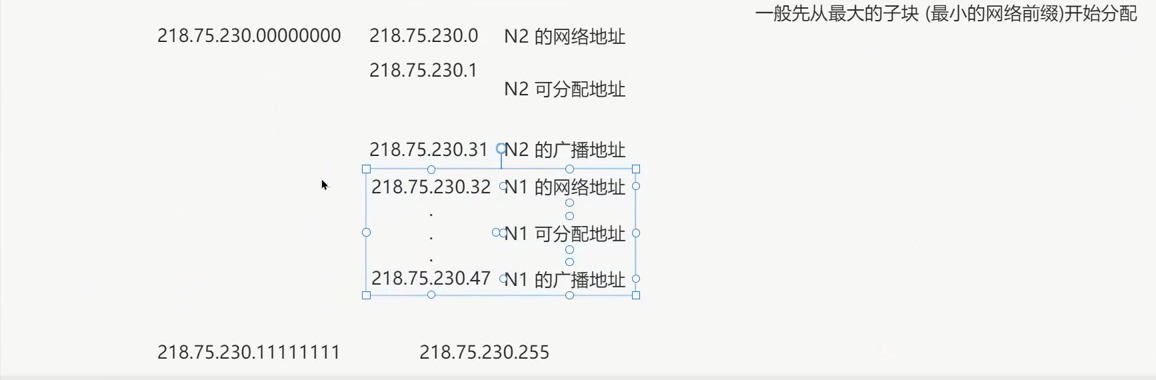 一般先从最大的子块 (最小的网络前缀)开始分配
218.75.230.00000000 218.75.230.0 N2 的网络地址
218.75.230.1
N2 可分配地址
218.75.230.31 N2 的广播地址
218.75.230.32 N1 的网络地址
.
. N1 可分配地址
.
218.75.230.47 N1 的广播地址
218.75.230.11111111 218.75.230.255